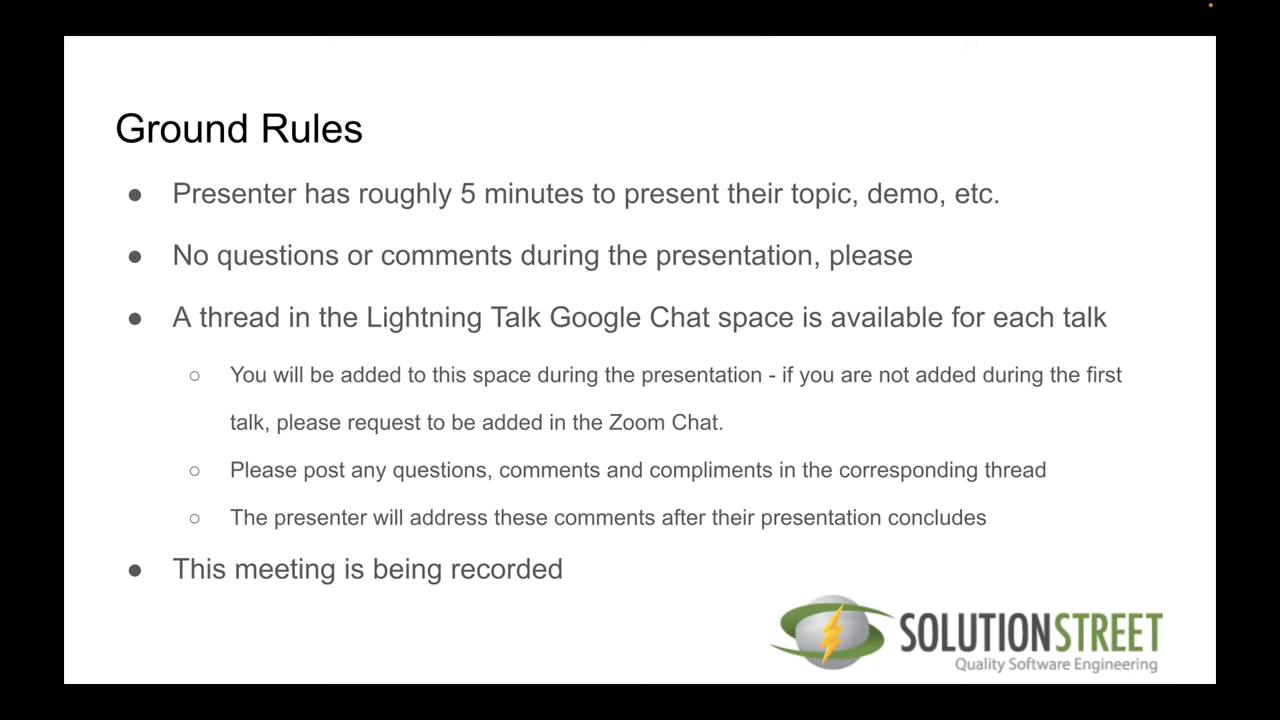 Ground Rules
● Presenter has roughly 5 minutes to present their topic, demo, etc.
● No questions or comments during the presentation, please
● A thread in the Lightning Talk Google Chat space is available for each talk
○ You will be added to this space during the presentation - if you are not added during the first
talk, please request to be added in the Zoom Chat.
○ Please post any questions, comments and compliments in the corresponding thread
○ The presenter will address these comments after their presentation concludes
● This meeting is being recorded
SOLUTIONSTREET
Quality Software Engineering